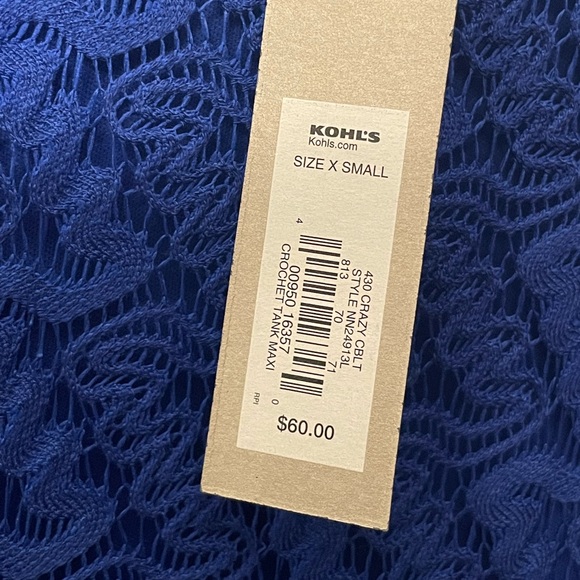 KOHL'S
Kohls.com
SIZE X SMALL
430 CRAZY CBLT
STYLE NN24913L
813 70 71
4 00950 16357 0
CROCHET TANK MAXI
RPI
$60.00